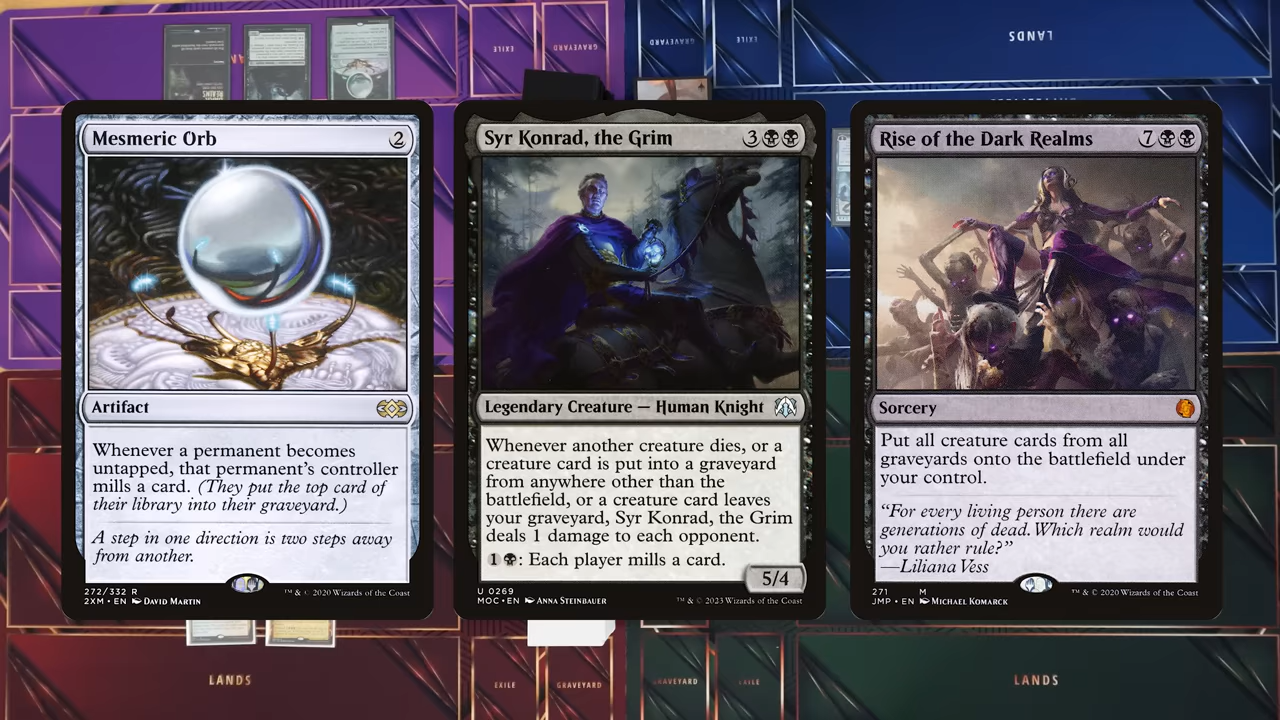 EXILE
GRAVEYARD
GRAVEYARD
EXILE
LANDS
Mesmeric Orb 2
Artifact
Whenever a permanent becomes
untapped, that permanent's controller
mills a card. (They put the top card of
their library into their graveyard.)
A step in one direction is two steps away
from another.
272/332 R
2XM • EN DAVID MARTIN
™ & © 2020 Wizards of the Coast
Syr Konrad, the Grim 3
Legendary Creature — Human Knight
Whenever another creature dies, or a
creature card is put into a graveyard
from anywhere other than the
battlefield, or a creature card leaves
your graveyard, Syr Konrad, the Grim
deals 1 damage to each opponent.
1 : Each player mills a card.
5/4
U 0269
MOC • EN ANNA STEINBAUER
™ & © 2023 Wizards of the Coast
Rise of the Dark Realms 7
Sorcery
Put all creature cards from all
graveyards onto the battlefield under
your control.
"For every living person there are
generations of dead. Which realm would
you rather rule?"
—Liliana Vess
271 M
JMP • EN MICHAEL KOMARCK
™ & © 2020 Wizards of the Coast
LANDS
EXILE
GRAVEYARD
GRAVEYARD
EXILE
LANDS